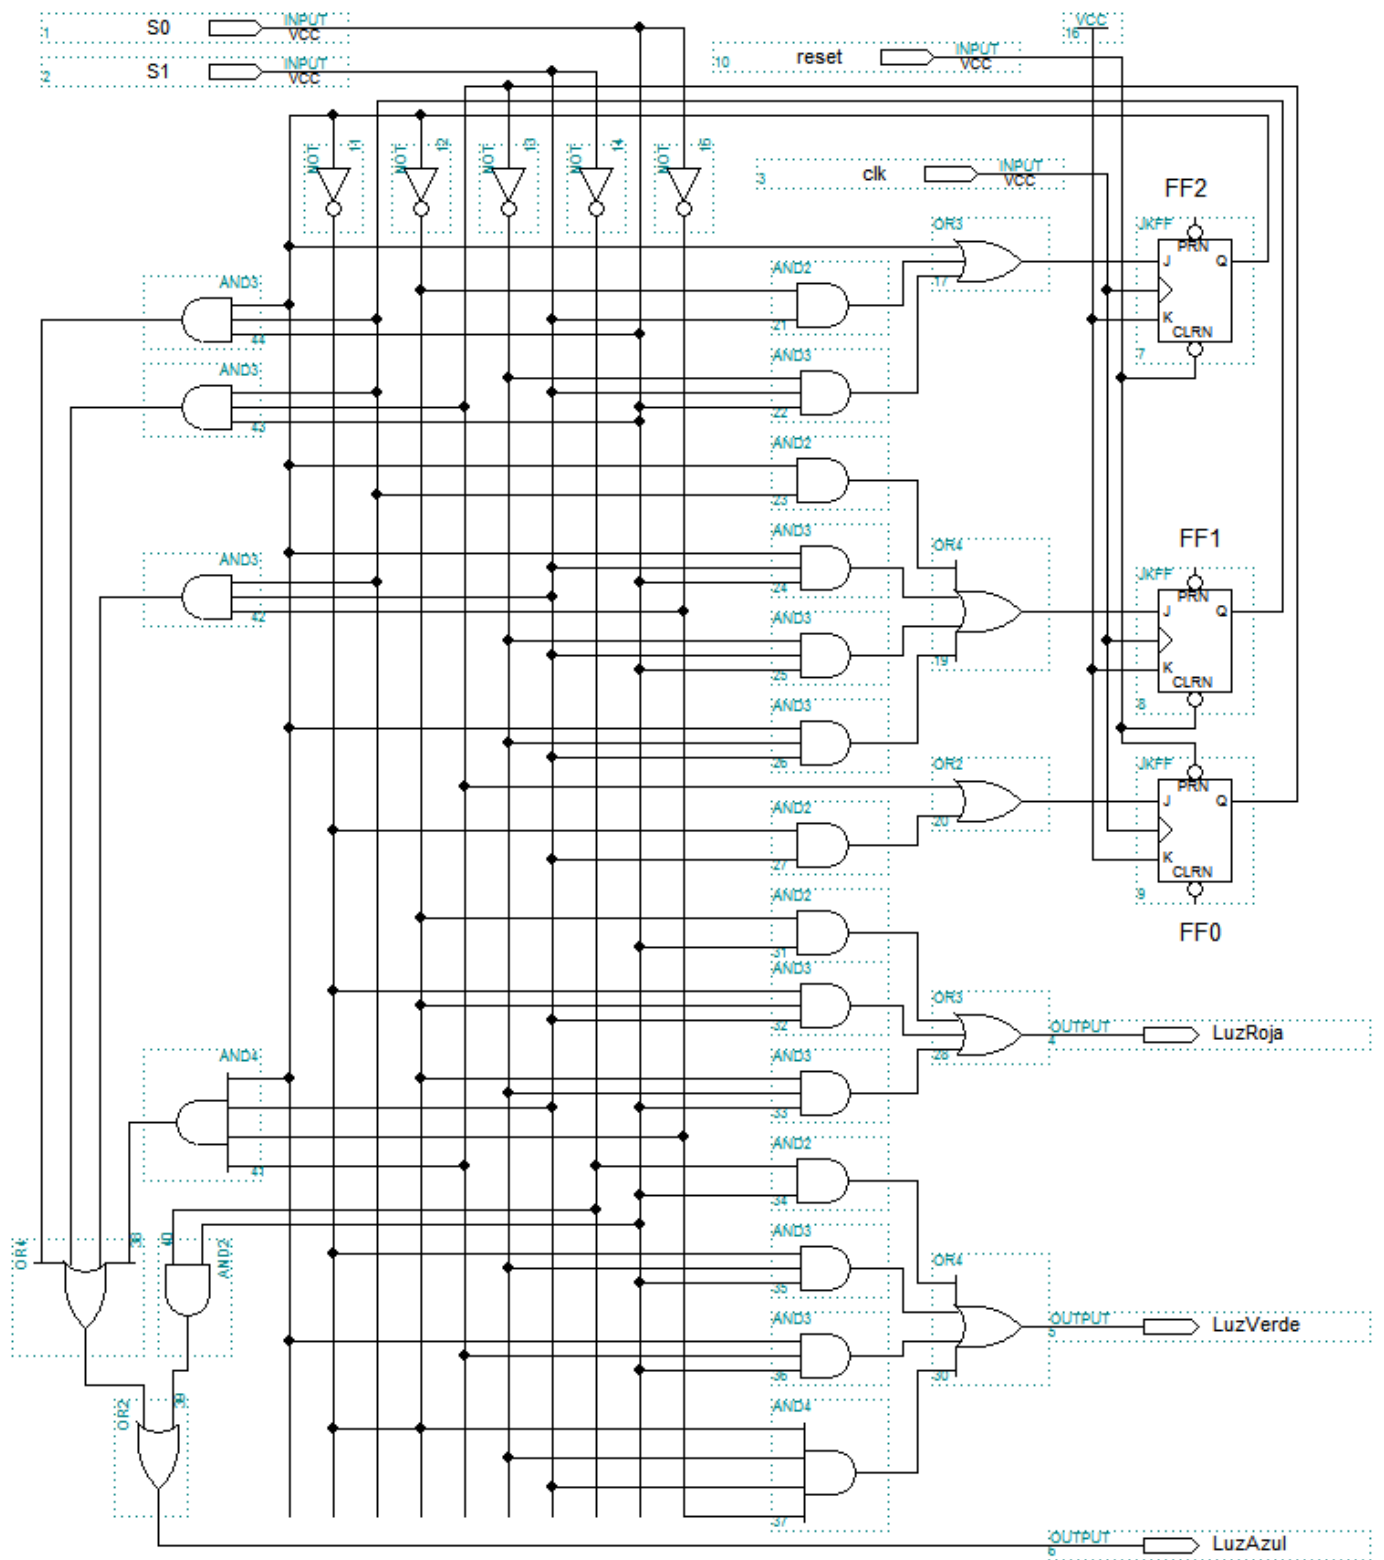 S0
INPUT
VCC
1
S1
INPUT
VCC
2
VCC
16
reset
INPUT
VCC
10
NOT
11
NOT
12
NOT
13
NOT
14
NOT
15
clk
INPUT
VCC
3
FF2
JKFF
PRN
J
Q
K
CLRN
7
OR3
17
AND2
21
AND3
44
AND3
22
AND3
43
AND2
23
AND3
24
AND3
42
AND3
25
OR4
19
FF1
JKFF
PRN
J
Q
K
CLRN
8
AND3
26
OR2
20
AND2
27
JKFF
PRN
J
Q
K
CLRN
9
FF0
AND2
31
AND3
32
OR3
28
OUTPUT
4
LuzRoja
AND3
33
AND4
41
AND2
34
OR4
38
40
AND2
AND3
35
AND3
36
OR4
30
OUTPUT
5
LuzVerde
OR2
39
AND4
37
OUTPUT
6
LuzAzul